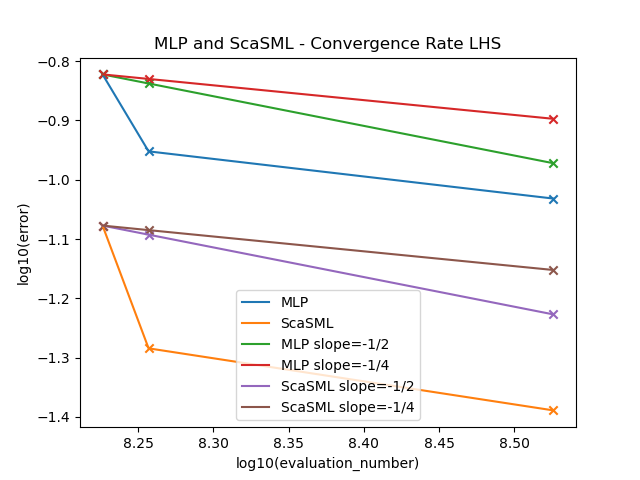 MLP and ScaSML - Convergence Rate LHS
log10(error)
−0.8
−0.9
−1.0
−1.1
−1.2
−1.3
−1.4
MLP
ScaSML
MLP slope=-1/2
MLP slope=-1/4
ScaSML slope=-1/2
ScaSML slope=-1/4
8.25
8.30
8.35
8.40
8.45
8.50
log10(evaluation_number)